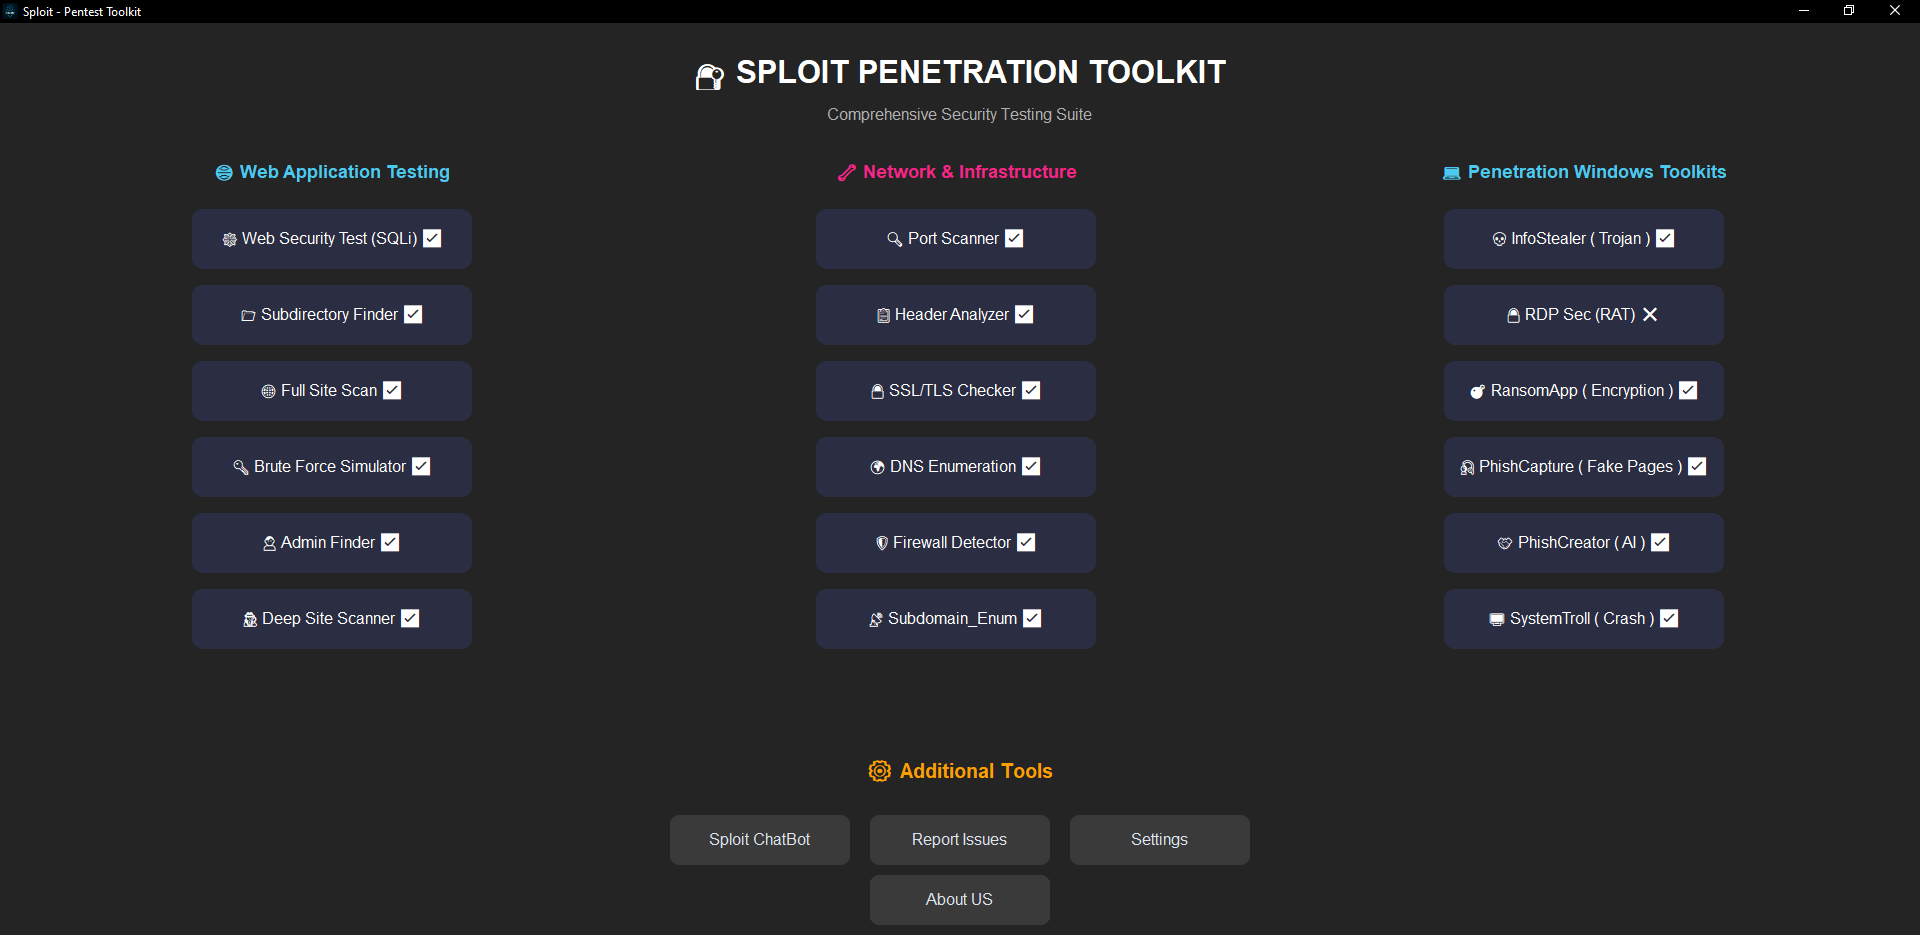 Sploit - Pentest Toolkit
SPLOIT PENETRATION TOOLKIT
Comprehensive Security Testing Suite
Web Application Testing
Web Security Test (SQLi)
Subdirectory Finder
Full Site Scan
Brute Force Simulator
Admin Finder
Deep Site Scanner
Network & Infrastructure
Port Scanner
Header Analyzer
SSL/TLS Checker
DNS Enumeration
Firewall Detector
Subdomain_Enum
Penetration Windows Toolkits
InfoStealer ( Trojan )
RDP Sec (RAT)
RansomApp ( Encryption )
PhishCapture ( Fake Pages )
PhishCreator ( AI )
SystemTroll ( Crash )
Additional Tools
Sploit ChatBot
Report Issues
Settings
About US